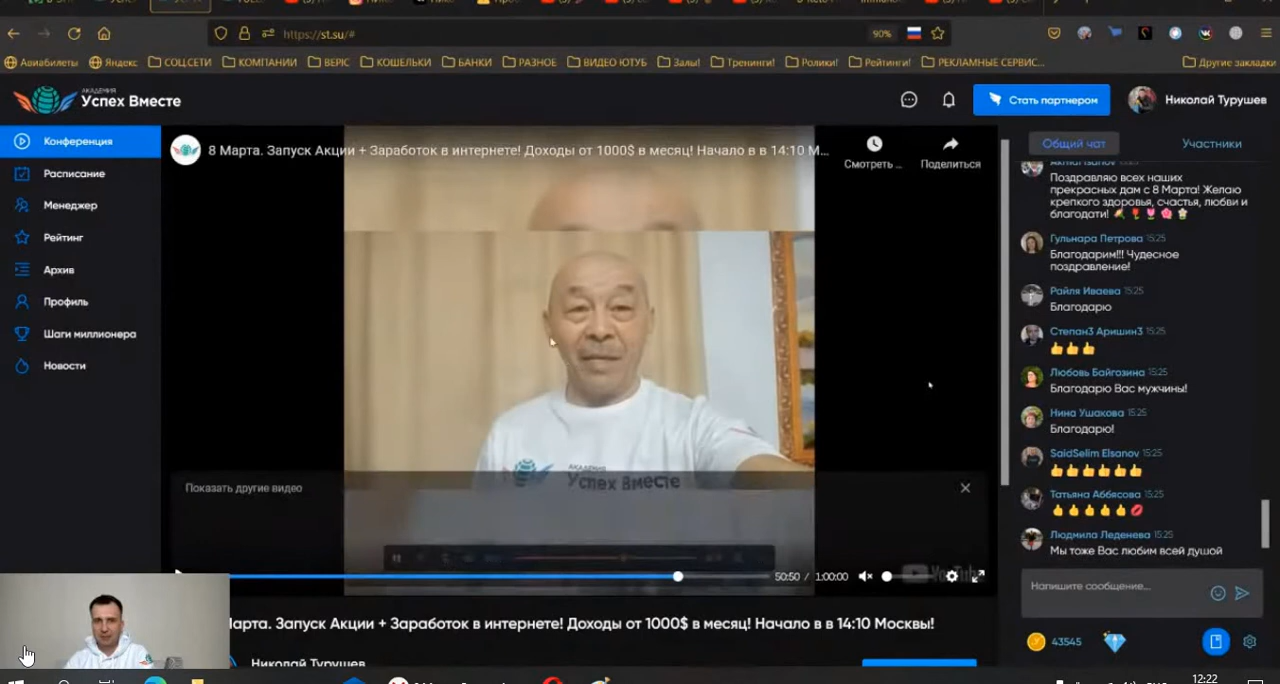 https://st.su/#
90%
Авиабилеты
Яндекс
СОЦ.СЕТИ
КОМПАНИИ
ВЕРІС
КОШЕЛЬКИ
БАНКИ
РАЗНОЕ
ВИДЕО ЮТУБ
Залы!
Тренинги!
Ролики!
Рейтинги!
РЕКЛАМНЫЕ СЕРВИС...
Другие закладки
АКАДЕМИЯ
Успех Вместе
Стать партнером
Николай Турушев
Конференция
Расписание
Менеджер
Рейтинг
Архив
Профиль
Шаги миллионера
Новости
8 Марта. Запуск Акции + Заработок в интернете! Доходы от 1000$ в месяц! Начало в в 14:10 М...
Смотреть ...
Поделиться
АКАДЕМИЯ
Успех Вместе
Показать другие видео
50:50 / 1:00:00
YouTube
Марта. Запуск Акции + Заработок в интернете! Доходы от 1000$ в месяц! Начало в в 14:10 Москвы!
Николай Турушев
Общий чат
Участники
Поздравляю всех наших
прекрасных дам с 8 Марта! Желаю
крепкого здоровья, счастья, любви и
благодати!
Гульнара Петрова 15:25
Благодарим!!! Чудесное
поздравление!
Райля Иваева 15:25
Благодарю
Степан3 Аришин3 15:25
Любовь Байгозина 15:25
Благодарю Вас мужчины!
Нина Ушакова 15:25
Благодарю!
SaidSelim Elsanov 15:25
Татьяна Аббясова 15:25
Людмила Леденева 15:25
Мы тоже Вас любим всей душой
Напишите сообщение...
43545
12:22